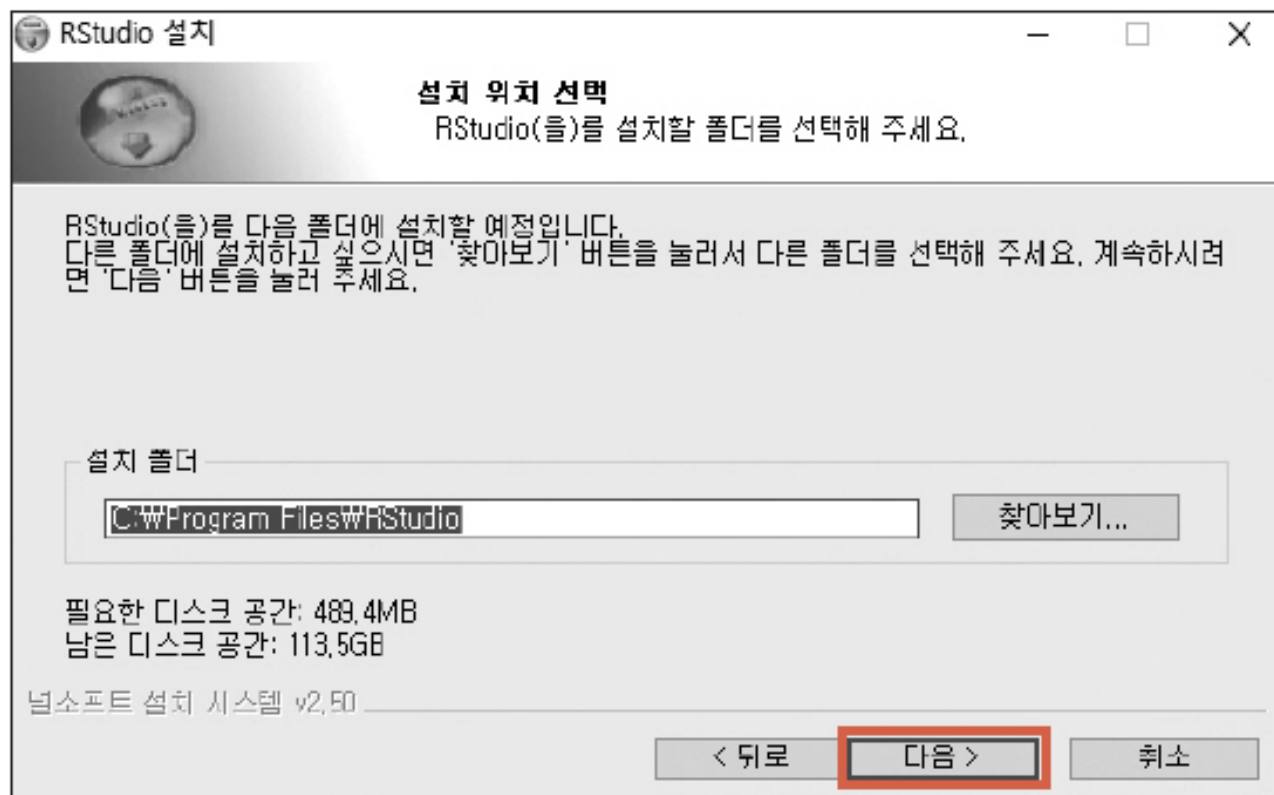 RStudio 설치
설치 위치 선택
RStudio(을)를 설치할 폴더를 선택해 주세요.
RStudio(을)를 다음 폴더에 설치할 예정입니다.
다른 폴더에 설치하고 싶으시면 '찾아보기' 버튼을 눌러서 다른 폴더를 선택해 주세요. 계속하시려
면 '다음' 버튼을 눌러 주세요.
설치 폴더
C:₩Program Files₩RStudio
찾아보기...
필요한 디스크 공간: 489.4MB
남은 디스크 공간: 113.5GB
널소프트 설치 시스템 v2.50
< 뒤로
다음 >
취소